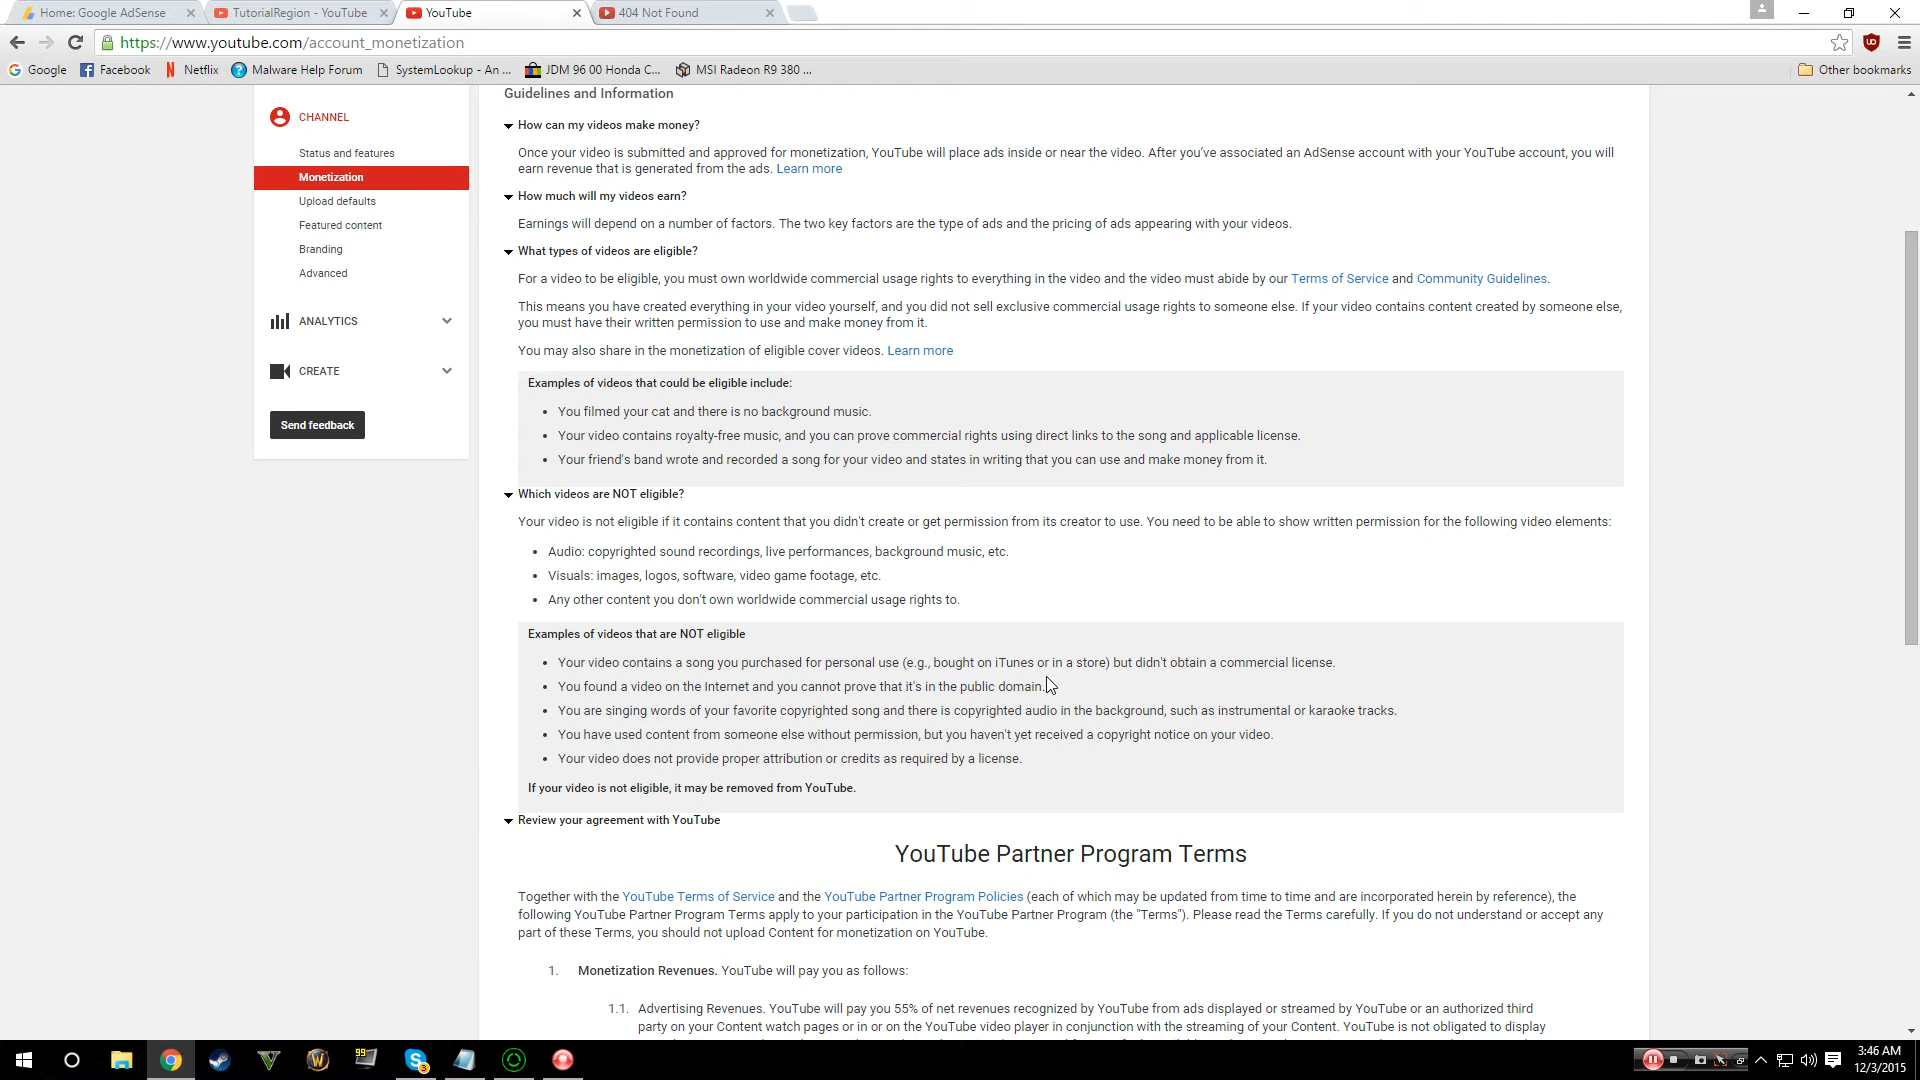 Home: Google AdSense
TutorialRegion - YouTube
YouTube
404 Not Found
https://www.youtube.com/account_monetization
Google
Facebook
Netflix
Malware Help Forum
SystemLookup - An ...
JDM 96 00 Honda C...
MSI Radeon R9 380 ...
Other bookmarks
CHANNEL
Status and features
Monetization
Upload defaults
Featured content
Branding
Advanced
ANALYTICS
CREATE
Send feedback
Guidelines and Information
How can my videos make money?
Once your video is submitted and approved for monetization, YouTube will place ads inside or near the video. After you've associated an AdSense account with your YouTube account, you will
earn revenue that is generated from the ads. Learn more
How much will my videos earn?
Earnings will depend on a number of factors. The two key factors are the type of ads and the pricing of ads appearing with your videos.
What types of videos are eligible?
For a video to be eligible, you must own worldwide commercial usage rights to everything in the video and the video must abide by our Terms of Service and Community Guidelines.
This means you have created everything in your video yourself, and you did not sell exclusive commercial usage rights to someone else. If your video contains content created by someone else,
you must have their written permission to use and make money from it.
You may also share in the monetization of eligible cover videos. Learn more
Examples of videos that could be eligible include:
• You filmed your cat and there is no background music.
• Your video contains royalty-free music, and you can prove commercial rights using direct links to the song and applicable license.
• Your friend's band wrote and recorded a song for your video and states in writing that you can use and make money from it.
Which videos are NOT eligible?
Your video is not eligible if it contains content that you didn't create or get permission from its creator to use. You need to be able to show written permission for the following video elements:
• Audio: copyrighted sound recordings, live performances, background music, etc.
• Visuals: images, logos, software, video game footage, etc.
• Any other content you don't own worldwide commercial usage rights to.
Examples of videos that are NOT eligible
• Your video contains a song you purchased for personal use (e.g., bought on iTunes or in a store) but didn't obtain a commercial license.
• You found a video on the Internet and you cannot prove that it's in the public domain.
• You are singing words of your favorite copyrighted song and there is copyrighted audio in the background, such as instrumental or karaoke tracks.
• You have used content from someone else without permission, but you haven't yet received a copyright notice on your video.
• Your video does not provide proper attribution or credits as required by a license.
If your video is not eligible, it may be removed from YouTube.
Review your agreement with YouTube
YouTube Partner Program Terms
Together with the YouTube Terms of Service and the YouTube Partner Program Policies (each of which may be updated from time to time and are incorporated herein by reference), the
following YouTube Partner Program Terms apply to your participation in the YouTube Partner Program (the "Terms"). Please read the Terms carefully. If you do not understand or accept any
part of these Terms, you should not upload Content for monetization on YouTube.
1. Monetization Revenues. YouTube will pay you as follows:
1.1. Advertising Revenues. YouTube will pay you 55% of net revenues recognized by YouTube from ads displayed or streamed by YouTube or an authorized third
party on your Content watch pages or in or on the YouTube video player in conjunction with the streaming of your Content. YouTube is not obligated to display
99
3
3:46 AM
12/3/2015